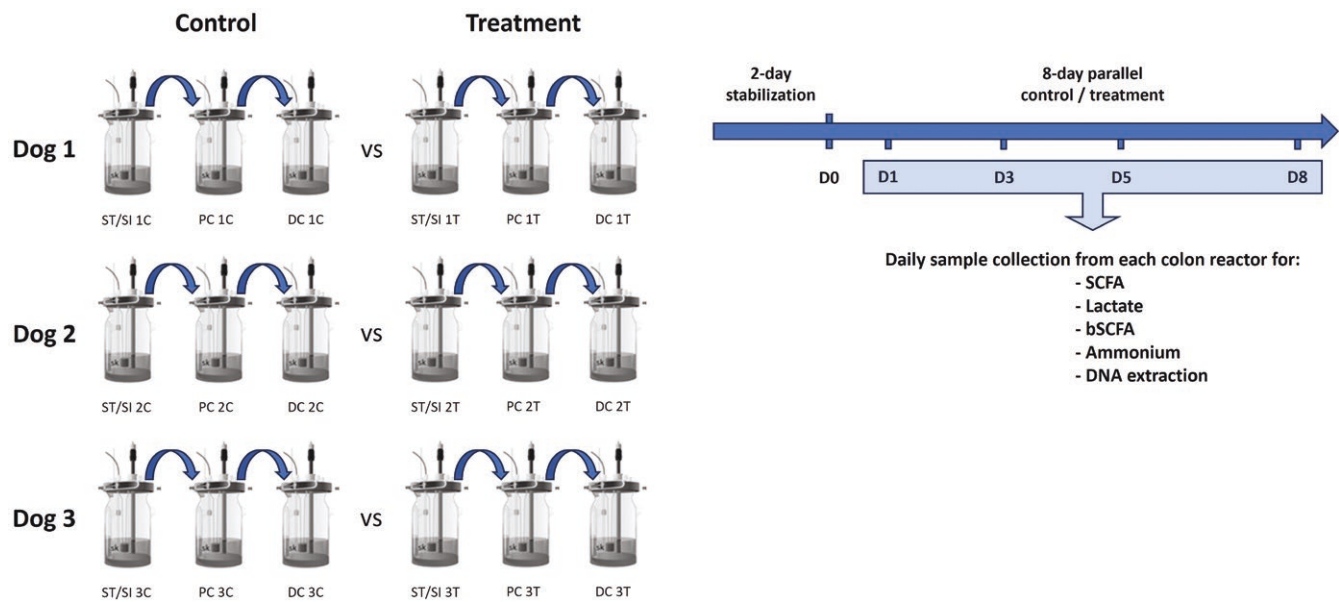 Control
Treatment
Dog 1
vs
ST/SI 1C
PC 1C
DC 1C
ST/SI 1T
PC 1T
DC 1T
Dog 2
vs
ST/SI 2C
PC 2C
DC 2C
ST/SI 2T
PC 2T
DC 2T
Dog 3
vs
ST/SI 3C
PC 3C
DC 3C
ST/SI 3T
PC 3T
DC 3T
2-day
stabilization
8-day parallel
control / treatment
D0
D1
D3
D5
D8
Daily sample collection from each colon reactor for:
- SCFA
- Lactate
- bSCFA
- Ammonium
- DNA extraction